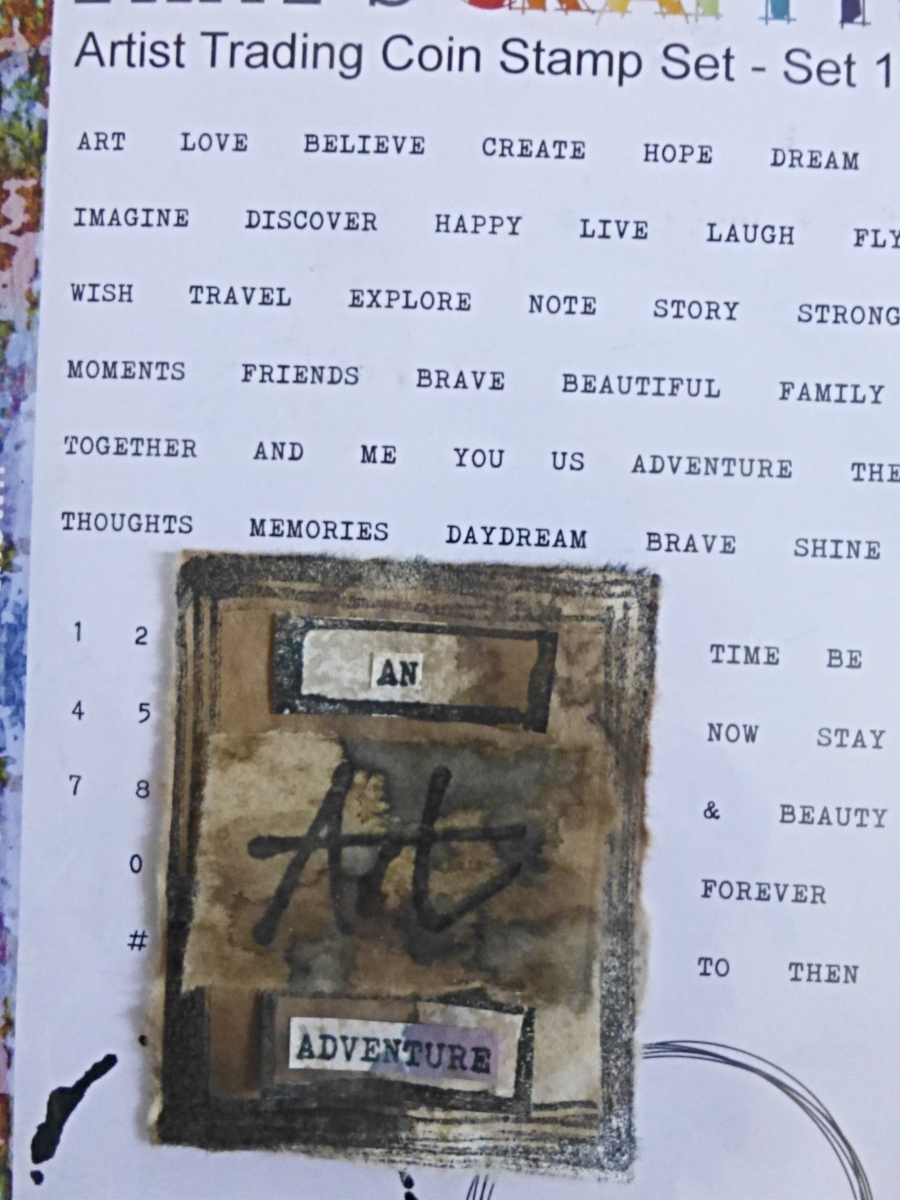 Artist Trading Coin Stamp Set - Set 1
ART LOVE BELIEVE CREATE HOPE DREAM
IMAGINE DISCOVER HAPPY LIVE LAUGH FLY
WISH TRAVEL EXPLORE NOTE STORY STRONG
MOMENTS FRIENDS BRAVE BEAUTIFUL FAMILY
TOGETHER AND ME YOU US ADVENTURE THE
THOUGHTS MEMORIES DAYDREAM BRAVE SHINE
1 2
4 5
7 8
0
#
AN
Art
ADVENTURE
TIME BE
NOW STAY
& BEAUTY
FOREVER
TO THEN